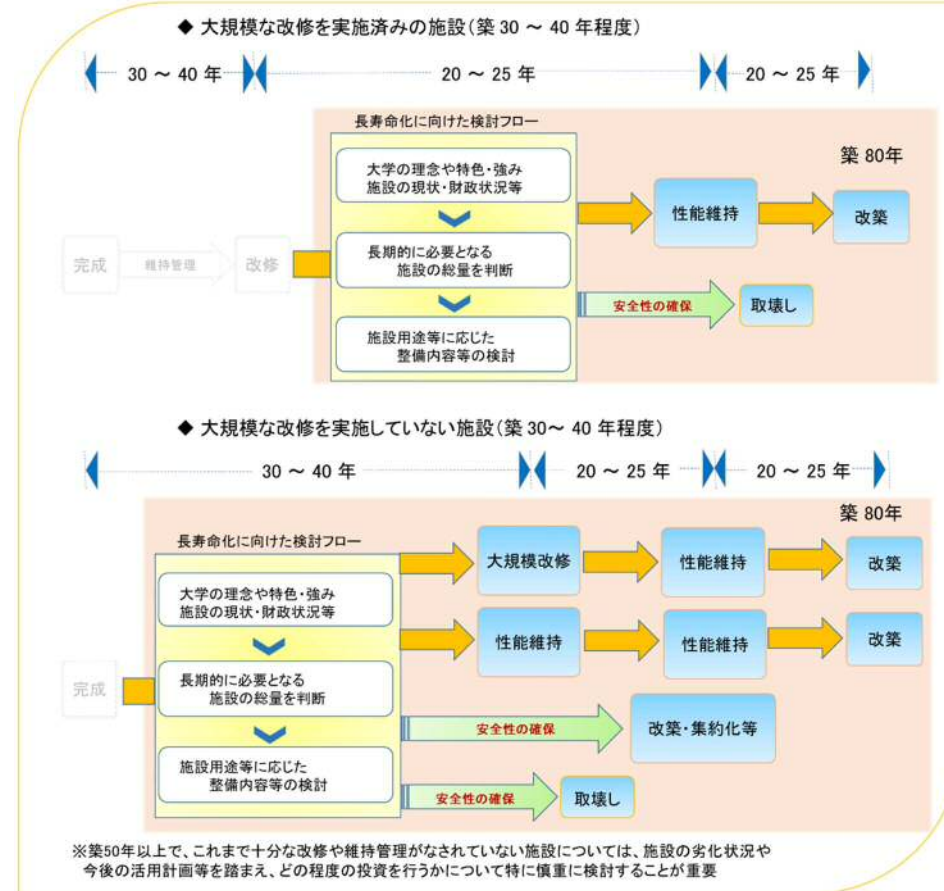 ◆ 大規模な改修を実施済みの施設(築 30 ～ 40 年程度)
30 ～ 40 年
20 ～ 25 年
20 ～ 25 年
長寿命化に向けた検討フロー
築 80年
大学の理念や特色・強み
施設の現状・財政状況等
性能維持
改築
完成
維持管理
改修
長期的に必要となる
施設の総量を判断
安全性の確保
取壊し
施設用途等に応じた
整備内容等の検討
◆ 大規模な改修を実施していない施設(築 30～ 40 年程度)
30 ～ 40 年
20 ～ 25 年
20 ～ 25 年
築 80年
長寿命化に向けた検討フロー
大規模改修
性能維持
改築
大学の理念や特色・強み
施設の現状・財政状況等
性能維持
性能維持
改築
完成
長期的に必要となる
施設の総量を判断
安全性の確保
改築・集約化等
施設用途等に応じた
整備内容等の検討
安全性の確保
取壊し
※築50年以上で、これまで十分な改修や維持管理がなされていない施設については、施設の劣化状況や
今後の活用計画等を踏まえ、どの程度の投資を行うかについて特に慎重に検討することが重要